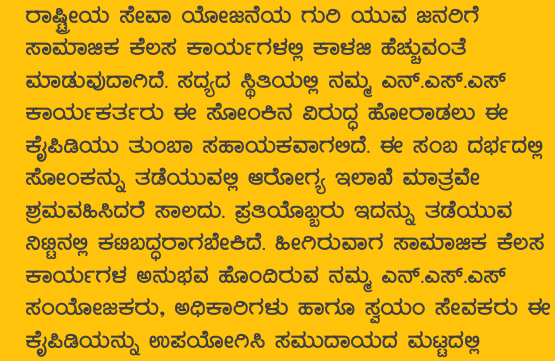 ರಾಷ್ಟ್ರೀಯ ಸೇವಾ ಯೋಜನೆಯ ಗುರಿ ಯುವ ಜನರಿಗೆ
ಸಾಮಾಜಿಕ ಕೆಲಸ ಕಾರ್ಯಗಳಲ್ಲಿ ಕಾಳಜಿ ಹೆಚ್ಚುವಂತೆ
ಮಾಡುವುದಾಗಿದೆ. ಸದ್ಯದ ಸ್ಥಿತಿಯಲ್ಲಿ ನಮ್ಮ ಎನ್.ಎಸ್.ಎಸ್
ಕಾರ್ಯಕರ್ತರು ಈ ಸೋಂಕಿನ ವಿರುದ್ಧ ಹೋರಾಡಲು ಈ
ಕೈಪಿಡಿಯು ತುಂಬಾ ಸಹಾಯಕವಾಗಲಿದೆ. ಈ ಸಂಬ ದರ್ಭದಲ್ಲಿ
ಸೋಂಕನ್ನು ತಡೆಯುವಲ್ಲಿ ಆರೋಗ್ಯ ಇಲಾಖೆ ಮಾತ್ರವೇ
ಶ್ರಮವಹಿಸಿದರೆ ಸಾಲದು. ಪ್ರತಿಯೊಬ್ಬರು ಇದನ್ನು ತಡೆಯುವ
ನಿಟ್ಟನಲ್ಲಿ ಕಟಿಬದ್ಧರಾಗಬೇಕಿದೆ. ಹೀಗಿರುವಾಗ ಸಾಮಾಜಿಕ ಕೆಲಸ
ಕಾರ್ಯಗಳ ಅನುಭವ ಹೊಂದಿರುವ ನಮ್ಮ ಎನ್.ಎಸ್.ಎಸ್
ಸಂಯೋಜಕರು, ಅಧಿಕಾರಿಗಳು ಹಾಗೂ ಸ್ವಯಂ ಸೇವಕರು ಈ
ಕೈಪಿಡಿಯನ್ನು ಉಪಯೋಗಿಸಿ ಸಮುದಾಯದ ಮಟ್ಟದಲ್ಲಿ